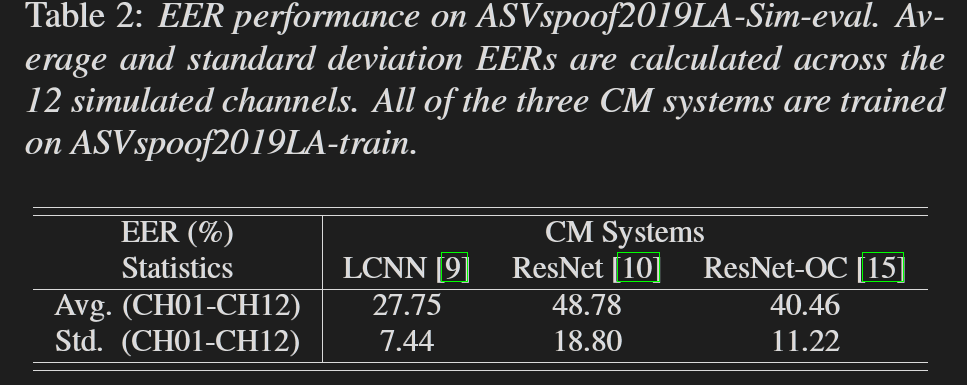 Table 2: EER performance on ASVspoof2019LA-Sim-eval. Av-
erage and standard deviation EERs are calculated across the
12 simulated channels. All of the three CM systems are trained
on ASVspoof2019LA-train.
EER (%) CM Systems
Statistics LCNN [9] ResNet [10] ResNet-OC [15]
Avg. (CH01-CH12) 27.75 48.78 40.46
Std. (CH01-CH12) 7.44 18.80 11.22